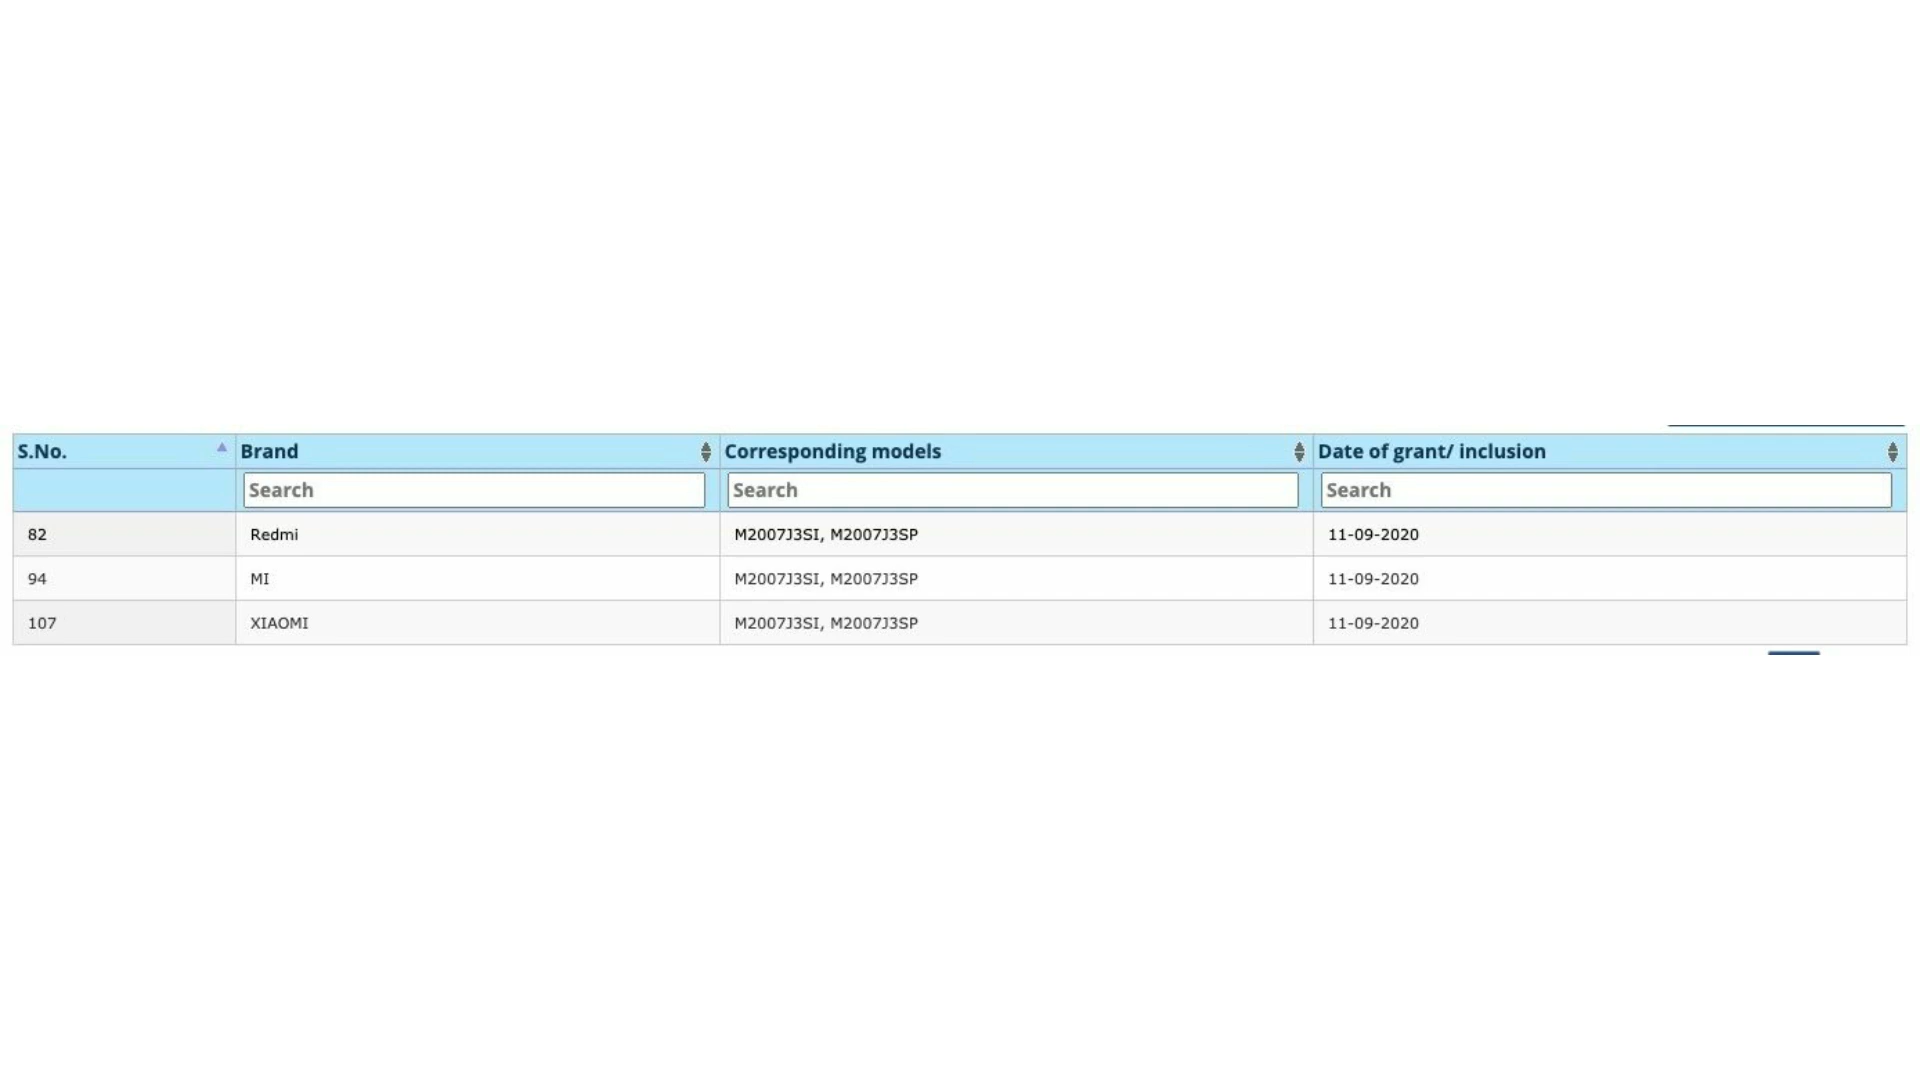 S.No. Brand Corresponding models Date of grant/ inclusion
Search Search Search
82 Redmi M2007J3SI, M2007J3SP 11-09-2020
94 MI M2007J3SI, M2007J3SP 11-09-2020
107 XIAOMI M2007J3SI, M2007J3SP 11-09-2020